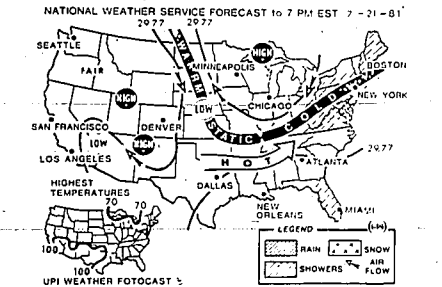 NATIONAL WEATHER SERVICE FORECAST to 7 PM EST 7-21-81
29.77 29.77
SEATTLE
WARM
HIGH
BOSTON
FAIR
MINNEAPOLIS
HIGH
LOW
CHICAGO
COLD
NEW YORK
SAN FRANCISCO
DENVER
STATIC
LOW
HIGH
LOS ANGELES
HOT
29.77
ATLANTA
HIGHEST
TEMPERATURES
DALLAS
70
70
NEW
ORLEANS
MIAMI
100
100
LEGEND
RAIN
SNOW
SHOWERS
AIR
FLOW
UPI WEATHER FOTOCAST